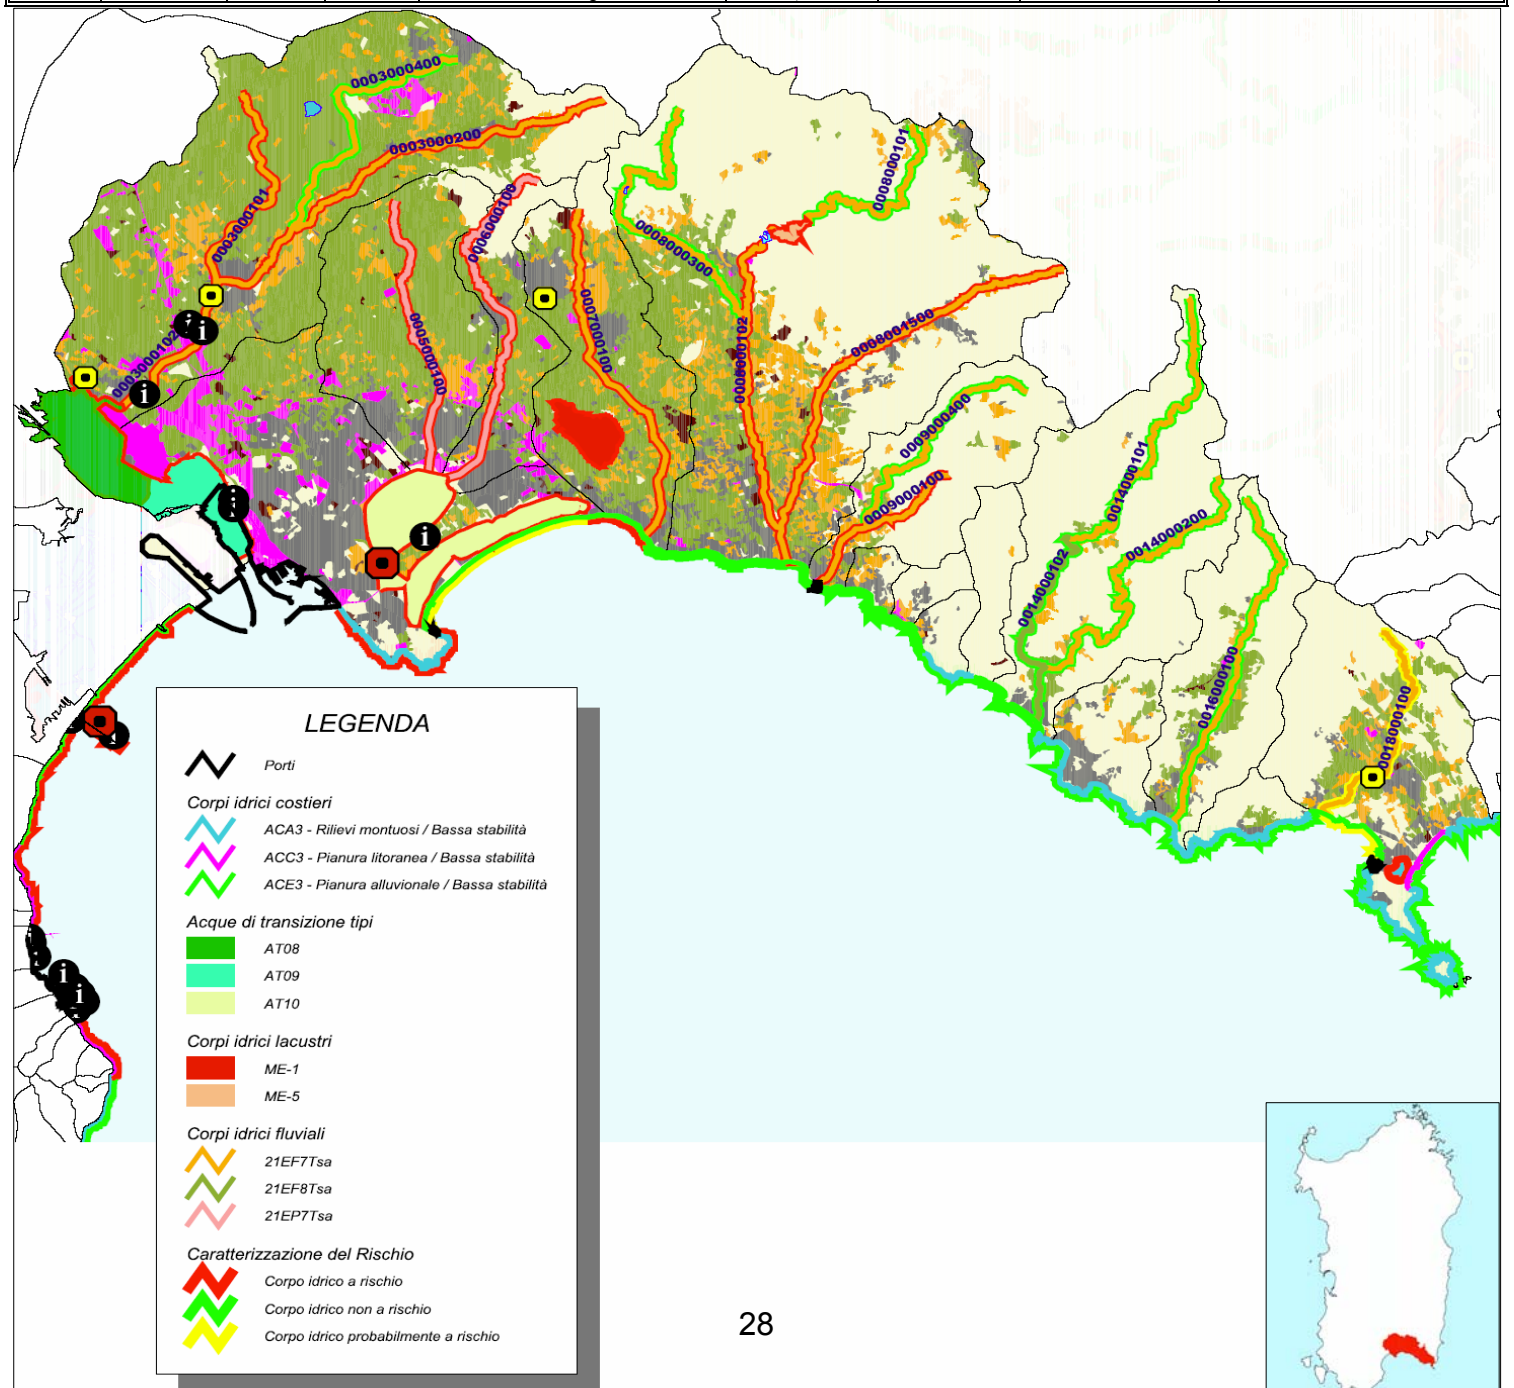 0003000400
0003000200
0003000101
0006000100
0008000101
0008000300
0005000100
0007000100
0008000102
0008001500
0003000102
0009000400
0009000100
0014000101
0014000200
0014000102
0016000100
0018000100
i
i
i
i
i
i
LEGENDA
Porti
Corpi idrici costieri
ACA3 - Rilievi montuosi / Bassa stabilità
ACC3 - Pianura litoranea / Bassa stabilità
ACE3 - Pianura alluvionale / Bassa stabilità
Acque di transizione tipi
AT08
AT09
AT10
Corpi idrici lacustri
ME-1
ME-5
Corpi idrici fluviali
21EF7Tsa
21EF8Tsa
21EP7Tsa
Caratterizzazione del Rischio
Corpo idrico a rischio
Corpo idrico non a rischio
Corpo idrico probabilmente a rischio
28